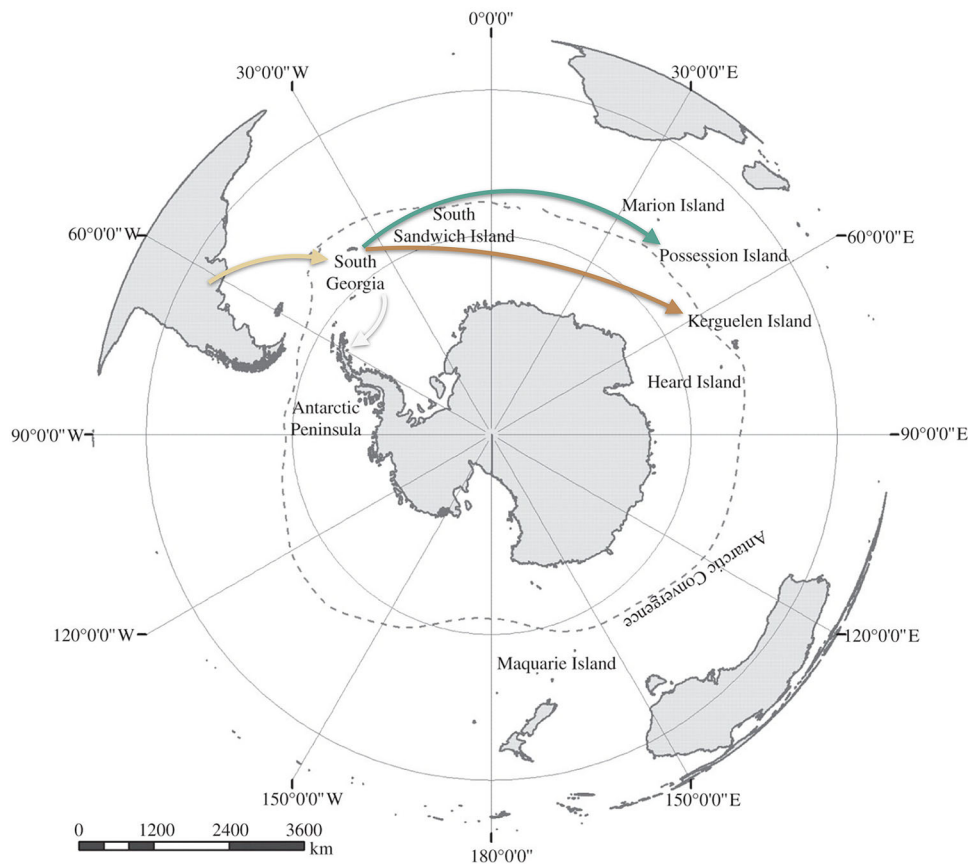 0°0'0"
30°0'0"W
30°0'0"E
60°0'0"W
60°0'0"E
Marion Island
South
Sandwich Island
Possession Island
South
Georgia
Kerguelen Island
Heard Island
Antarctic
Peninsula
90°0'0"W
90°0'0"E
Antarctic Convergence
120°0'0"W
120°0'0"E
Maquarie Island
150°0'0"W
150°0'0"E
0 1200 2400 3600
km
180°0'0"